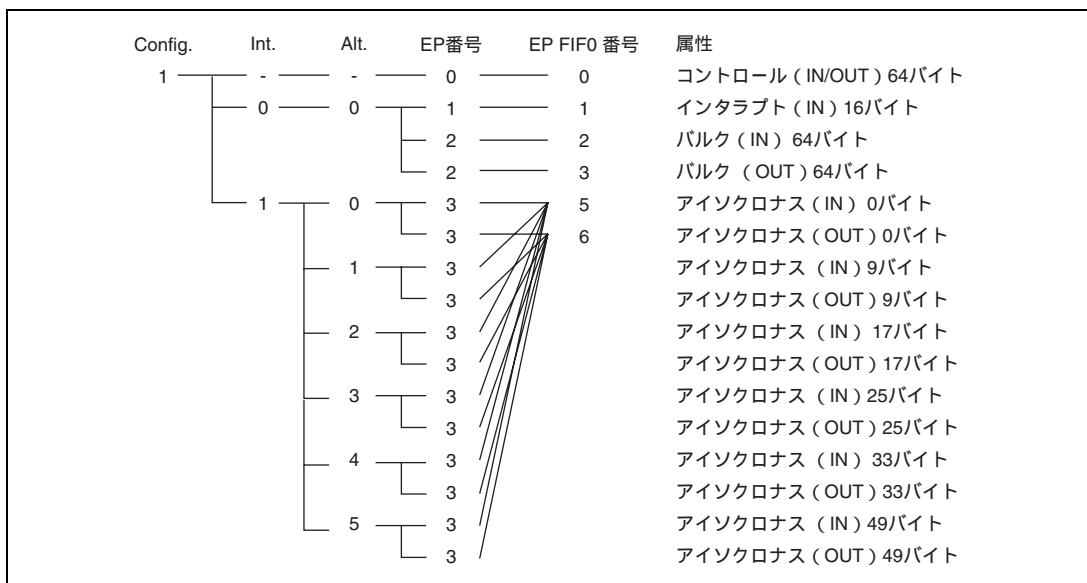 Config. Int. Alt. EP番号 EP FIFO 番号 属性
1 - - 0 0 コントロール(IN/OUT)64バイト
0 0 1 1 インタラプト(IN)16バイト
2 2 バルク(IN) 64バイト
2 3 バルク (OUT)64バイト
1 0 3 5 アイソクロナス(IN) 0バイト
3 6 アイソクロナス(OUT)0バイト
1 3 アイソクロナス (IN)9バイト
3 アイソクロナス(OUT)9バイト
2 3 アイソクロナス(IN) 17バイト
3 アイソクロナス(OUT)17バイト
3 3 アイソクロナス (IN)25バイト
3 アイソクロナス(OUT)25バイト
4 3 アイソクロナス(IN) 33バイト
3 アイソクロナス(OUT)33バイト
5 3 アイソクロナス (IN)49バイト
3 アイソクロナス(OUT)49バイト